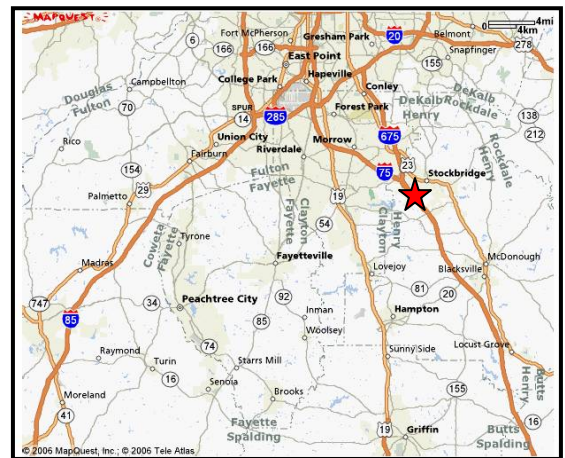 MAPQUEST
0 4mi
4km
Fort McPherson
Gresham Park
20
Belmont
Snapfinger
278
6
166
166
East Point
155
Campbellton
College Park
Hapeville
Conley
Douglas
Fulton
70
SPUR
14
285
Forest Park
DeKalb
Henry
DeKalb
Rockdale
138
212
Rico
Union City
Riverdale
Morrow
675
23
Stockbridge
Rockdale
Henry
154
Fairburn
75
29
Palmetto
Fulton
Fayette
19
54
Clayton
Fayette
Henry
Clayton
Coweta
Fayette
Tyrone
Fayetteville
Lovejoy
McDonough
Blacksville
Madras
747
34
Peachtree City
92
Inman
81
20
Hampton
85
85
Woolsey
74
Raymond
Turin
16
Starrs Mill
Sunny Side
Locust Grove
Senoia
Brooks
155
Butts
Henry
Moreland
41
Fayette
Spalding
19
Griffin
Butts
Spalding
16
© 2006 MapQuest, Inc.; © 2006 Tele Atlas